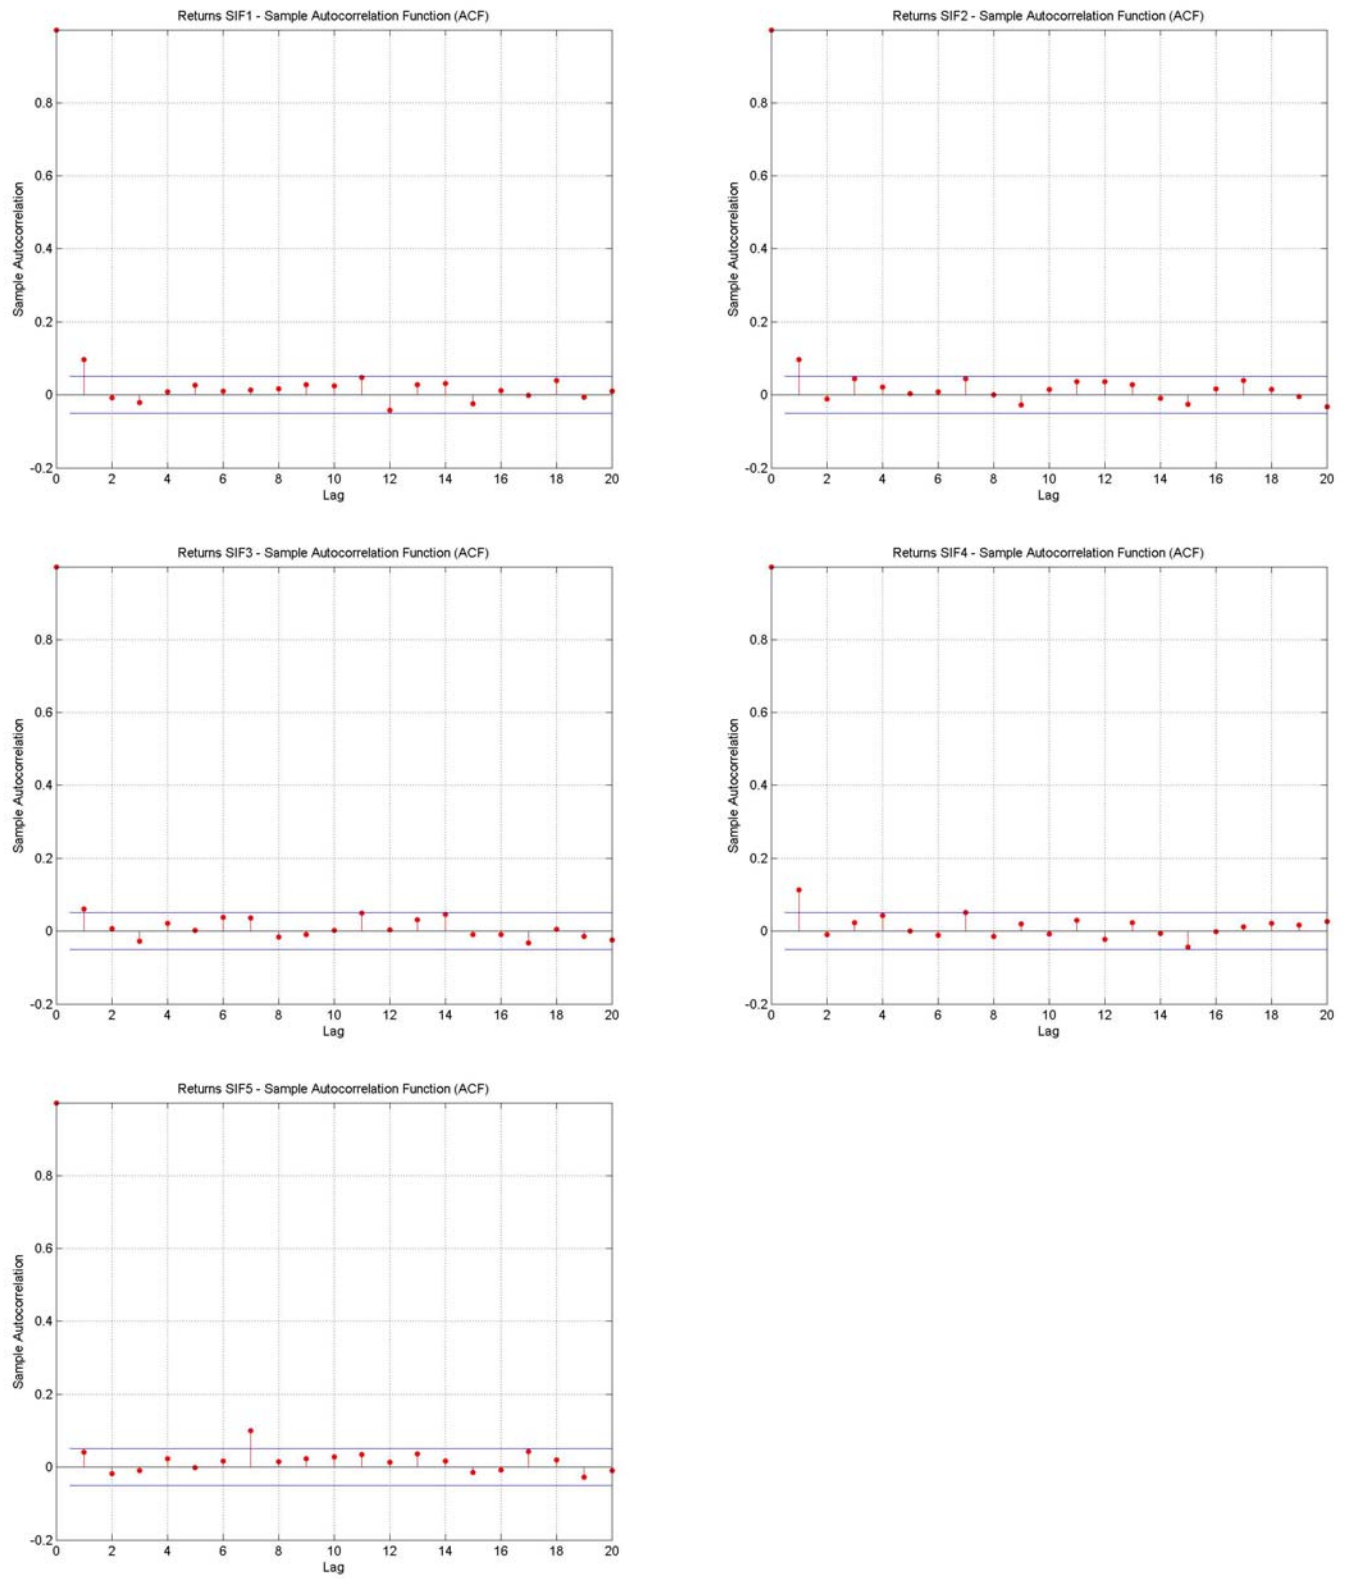 Returns SIF1 - Sample Autocorrelation Function (ACF)
0.8
0.6
0.4
0.2
0
-0.2
Sample Autocorrelation
0 2 4 6 8 10 12 14 16 18 20
Lag
Returns SIF2 - Sample Autocorrelation Function (ACF)
0.8
0.6
0.4
0.2
0
-0.2
Sample Autocorrelation
0 2 4 6 8 10 12 14 16 18 20
Lag
Returns SIF3 - Sample Autocorrelation Function (ACF)
0.8
0.6
0.4
0.2
0
-0.2
Sample Autocorrelation
0 2 4 6 8 10 12 14 16 18 20
Lag
Returns SIF4 - Sample Autocorrelation Function (ACF)
0.8
0.6
0.4
0.2
0
-0.2
Sample Autocorrelation
0 2 4 6 8 10 12 14 16 18 20
Lag
Returns SIF5 - Sample Autocorrelation Function (ACF)
0.8
0.6
0.4
0.2
0
-0.2
Sample Autocorrelation
0 2 4 6 8 10 12 14 16 18 20
Lag